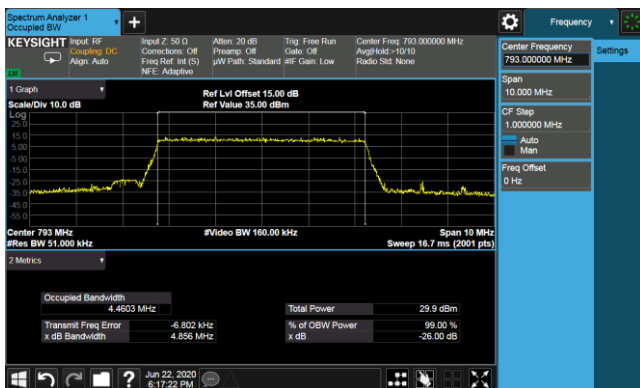 Spectrum Analyzer 1
Occupied BW
Frequency
KEYSIGHT Input: RF Input Z: 50 Ω Atten: 20 dB Trig: Free Run Center Freq: 793.000000 MHz
Coupling: DC Corrections: Off Preamp: Off Gate: Off Avg|Hold:>10/10
Align: Auto Freq Ref: Int (S) µW Path: Standard #IF Gain: Low Radio Std: None
NFE: Adaptive
LXI
Center Frequency
793.000000 MHz
Settings
Span
10.000 MHz
CF Step
1.000000 MHz
Auto
Man
Freq Offset
0 Hz
1 Graph
Ref Lvl Offset 15.00 dB
Scale/Div 10.0 dB Ref Value 35.00 dBm
Log
25.0
15.0
5.00
-5.00
-15.0
-25.0
-35.0
-45.0
-55.0
Center 793 MHz #Video BW 160.00 kHz Span 10 MHz
#Res BW 51.000 kHz Sweep 16.7 ms (2001 pts)
2 Metrics
Occupied Bandwidth
4.4603 MHz Total Power 29.9 dBm
Transmit Freq Error -6.802 kHz % of OBW Power 99.00 %
x dB Bandwidth 4.856 MHz x dB -26.00 dB
Jun 22, 2020
6:17:22 PM